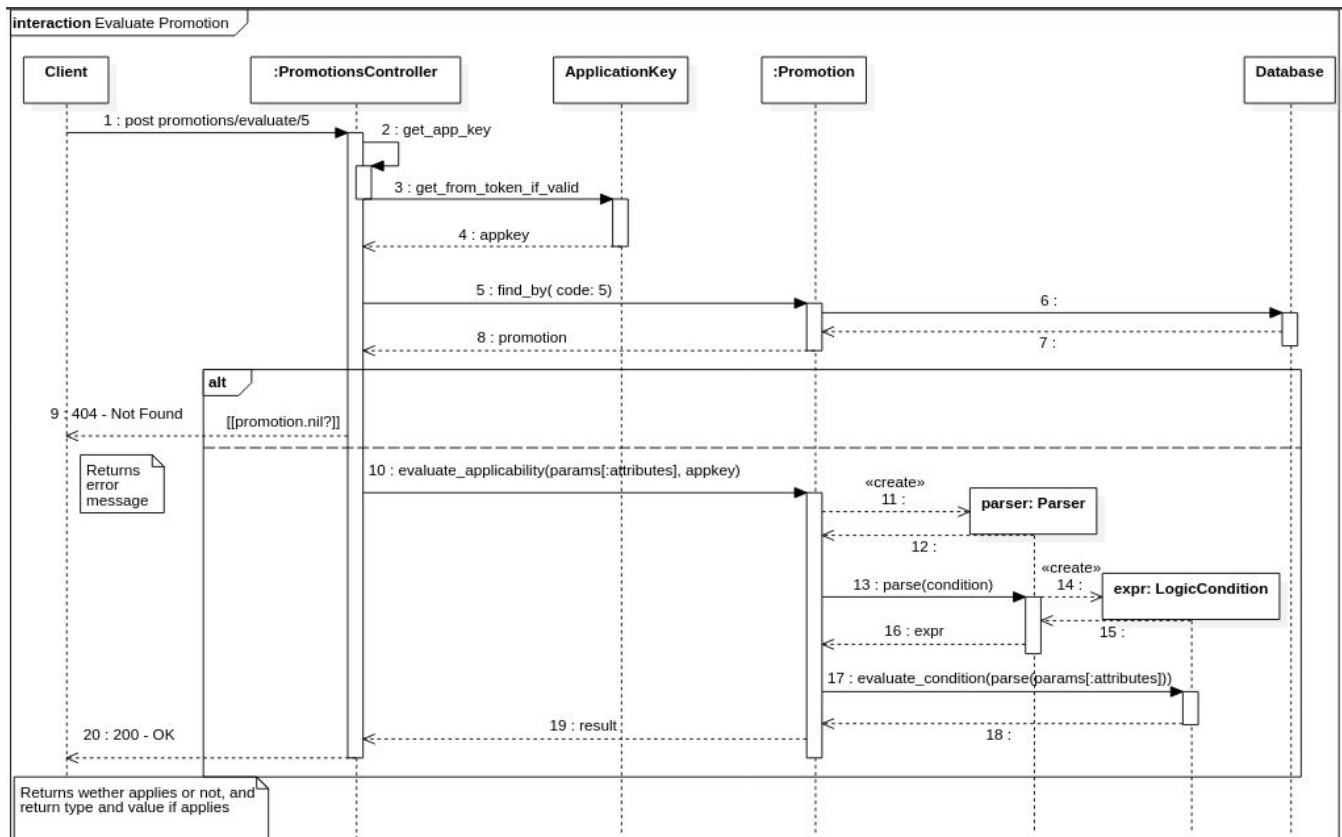 interaction Evaluate Promotion
Client
:PromotionsController
ApplicationKey
:Promotion
Database
1 : post promotions/evaluate/5
2 : get_app_key
3 : get_from_token_if_valid
4 : appkey
5 : find_by( code: 5)
6 :
7 :
8 : promotion
alt
9 : 404 - Not Found
[[promotion.nil?]]
Returns
error
message
10 : evaluate_applicability(params[:attributes], appkey)
«create»
11 :
parser: Parser
12 :
«create»
13 : parse(condition)
14 :
expr: LogicCondition
15 :
16 : expr
17 : evaluate_condition(parse(params[:attributes]))
18 :
19 : result
20 : 200 - OK
Returns wether applies or not, and
return type and value if applies